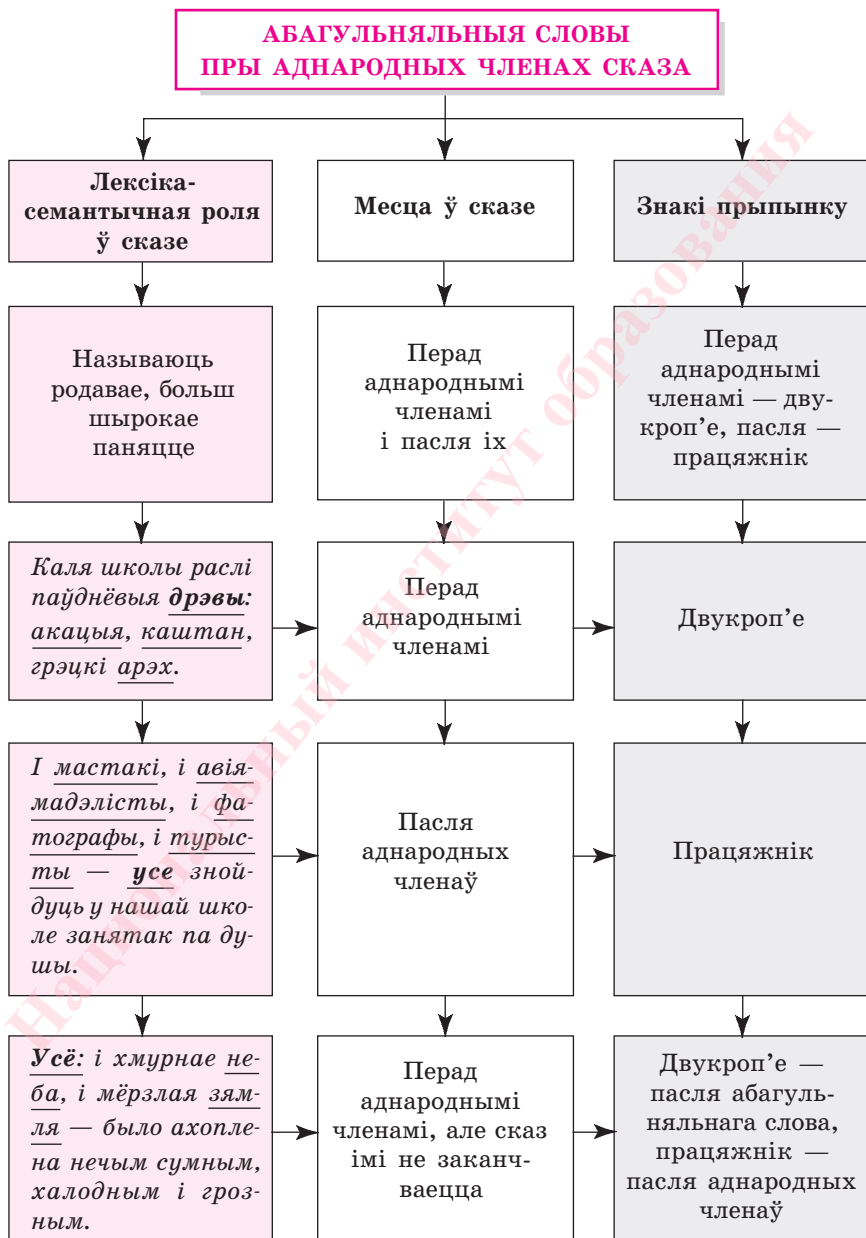 АБАГУЛЬНЯЛЬНЫЯ СЛОВЫ
ПРЫ АДНАРОДНЫХ ЧЛЕНАХ СКАЗА
Лексіка-
семантычная роля
ў сказе
Месца ў сказе
Знакі прыпынку
Называюць
родавае, больш
шырокае
паняцце
Перад
аднароднымі
членамі
і пасля іх
Перад
аднароднымі
членамі — дву-
кроп’е, пасля —
працяжнік
Каля школы раслі
паўднёвыя дрэвы:
акацыя, каштан,
грэцкі арэх.
Перад
аднароднымі
членамі
Двукроп’е
І мастакі, і авія-
мадэлісты, і фа-
тографы, і турыс-
ты — усе зной-
дуць у нашай шко-
ле занятак па ду-
шы.
Пасля
аднародных
членаў
Працяжнік
Усё: і хмурнае не-
ба, і мёрзлая зям-
ля — было ахопле-
на нечым сумным,
халодным і гроз-
ным.
Перад
аднароднымі
членамі, але сказ
імі не заканч-
ваецца
Двукроп’е —
пасля абагуль-
няльнага слова,
працяжнік —
пасля аднародных
членаў
Национальный институт образования